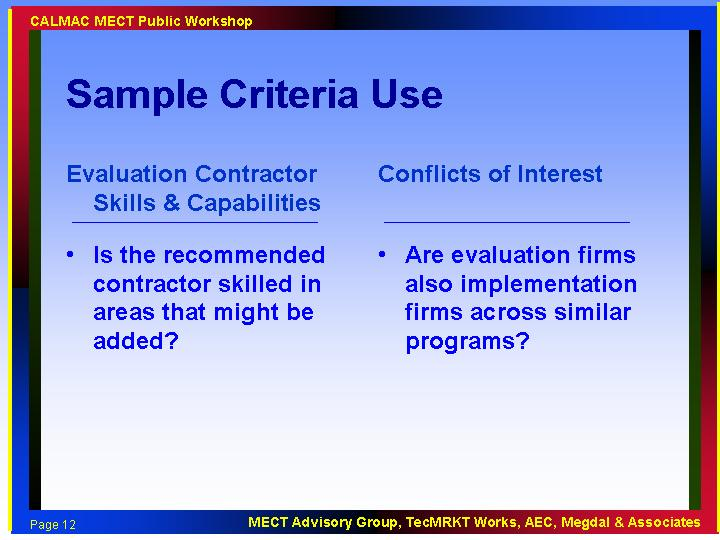 CALMAC MECT Public Workshop
Sample Criteria Use
Evaluation Contractor
Skills & Capabilities
• Is the recommended
contractor skilled in
areas that might be
added?
Conflicts of Interest
• Are evaluation firms
also implementation
firms across similar
programs?
Page 12
MECT Advisory Group, TecMRKT Works, AEC, Megdal & Associates